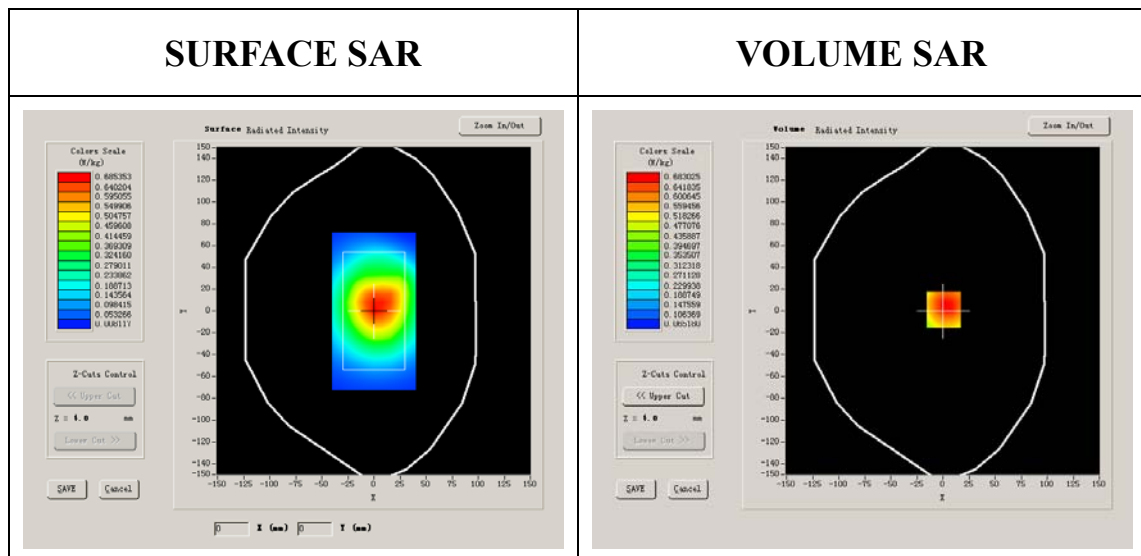 SURFACE SAR
VOLUME SAR
Surface Radiated Intensity
Zoom In/Out
Colors Scale
(W/kg)
0.685353
0.640204
0.595055
0.549906
0.504757
0.459608
0.414459
0.369309
0.324160
0.279011
0.233862
0.188713
0.143564
0.098415
0.053266
0.008117
150
140
120
100
80
60
40
20
0
-20
-40
-60
-80
-100
-120
-140
-150
Y
-150 -125 -100 -75 -50 -25 0 25 50 75 100 125 150
X
Z-Cuts Control
<< Upper Cut
Z = 4.0 mm
Lower Cut >>
SAVE Cancel
0 X (mm) 0 Y (mm)
Volume Radiated Intensity
Zoom In/Out
Colors Scale
(W/kg)
0.683025
0.641835
0.600645
0.559456
0.518266
0.477076
0.435887
0.394697
0.353507
0.312318
0.271128
0.229938
0.188749
0.147559
0.106369
0.065180
150
140
120
100
80
60
40
20
0
-20
-40
-60
-80
-100
-120
-140
-150
Y
-150 -125 -100 -75 -50 -25 0 25 50 75 100 125 150
X
Z-Cuts Control
<< Upper Cut
Z = 4.0 mm
Lower Cut >>
SAVE Cancel